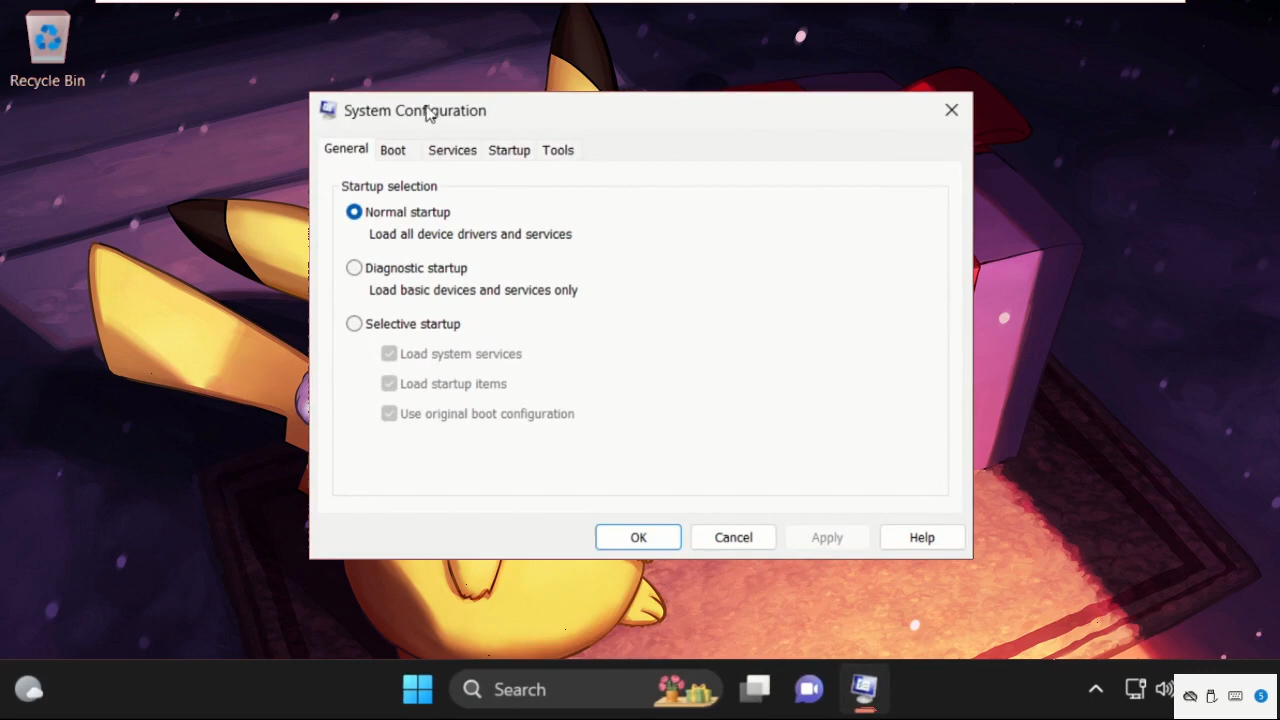 Recycle Bin
System Configuration
General Boot Services Startup Tools
Startup selection
Normal startup
Load all device drivers and services
Diagnostic startup
Load basic devices and services only
Selective startup
Load system services
Load startup items
Use original boot configuration
OK Cancel Apply Help
Search
5